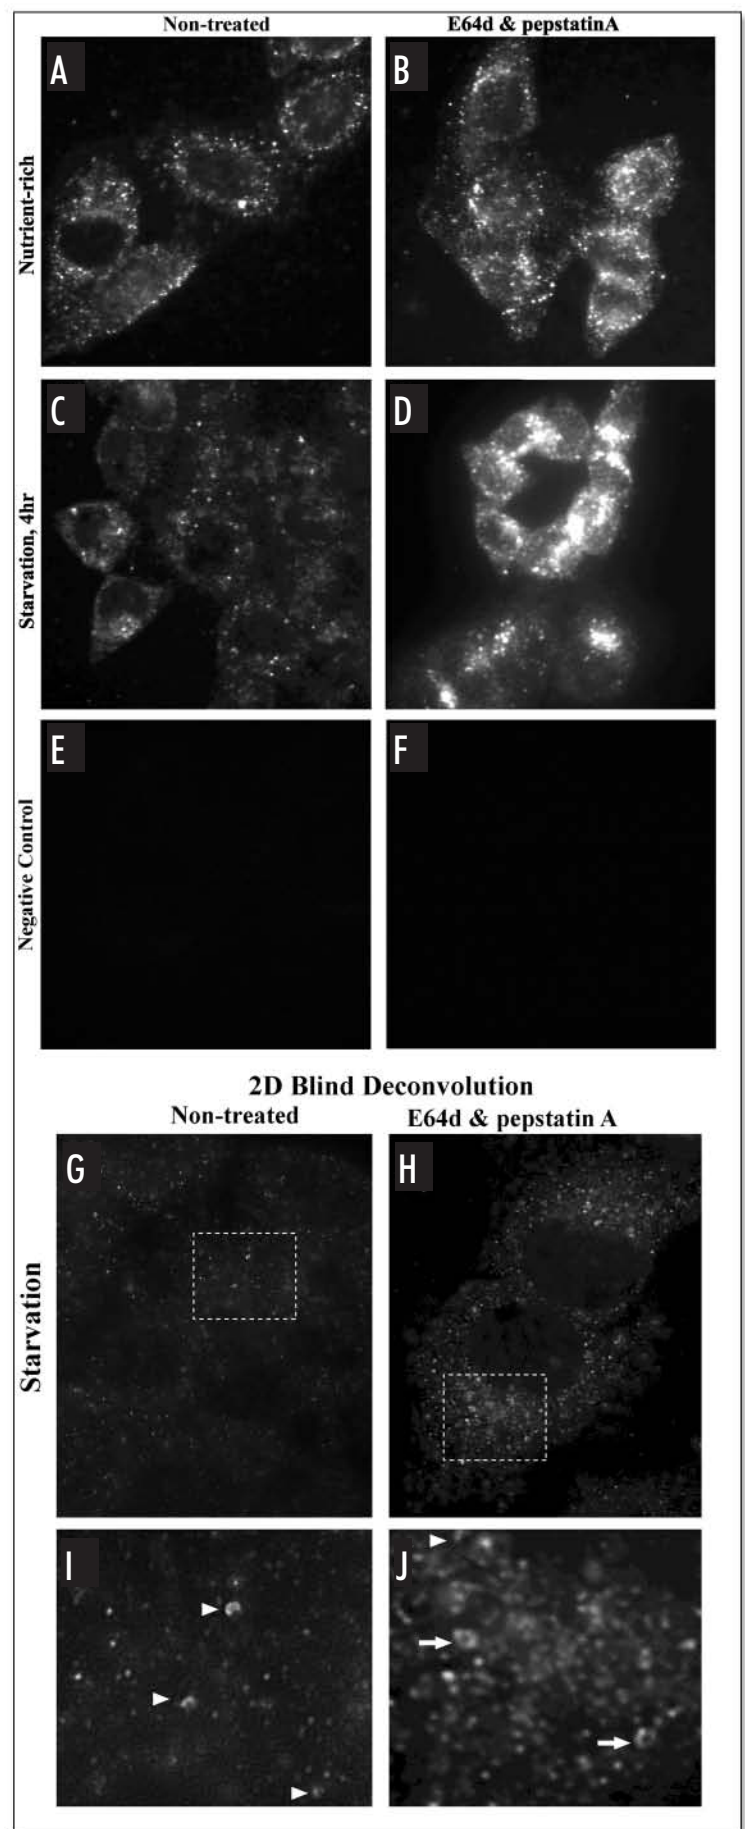 Non-treated
E64d & pepstatinA
Nutrient-rich
A
B
Starvation, 4hr
C
D
Negative Control
E
F
2D Blind Deconvolution
Non-treated
E64d & pepstatin A
Starvation
G
H
I
J